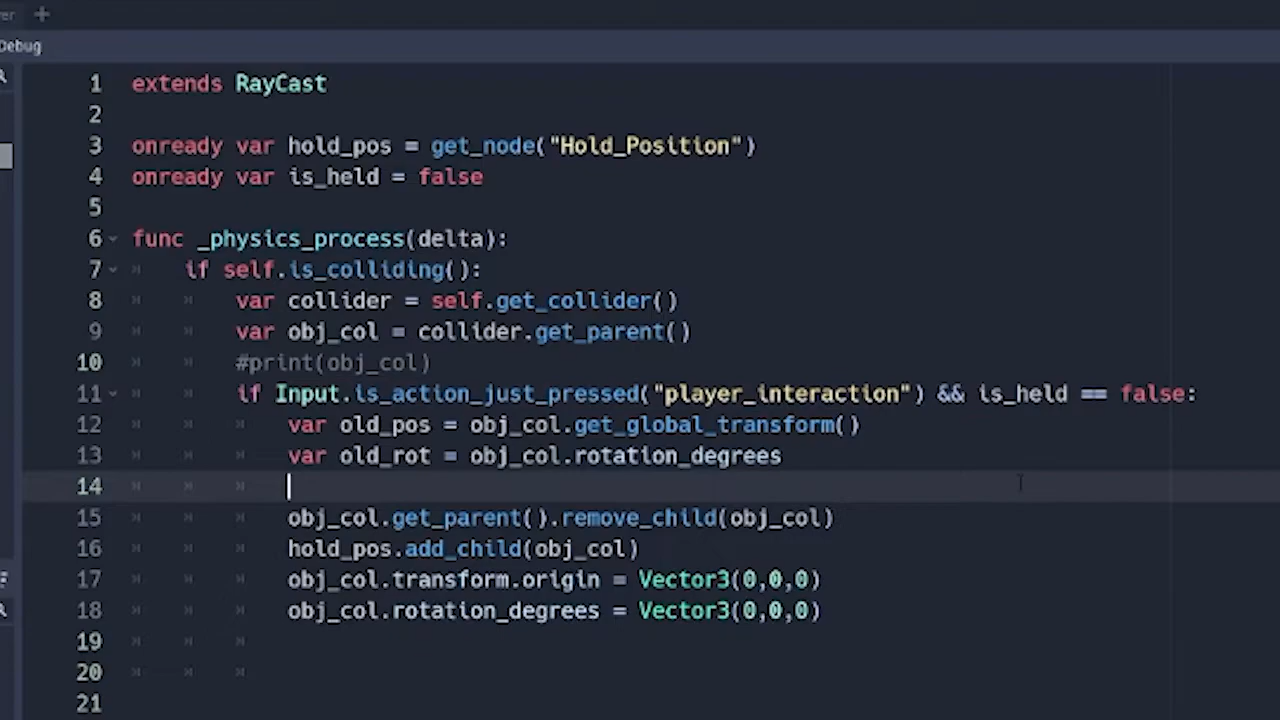 Debug
1 extends RayCast
2
3 onready var hold_pos = get_node("Hold_Position")
4 onready var is_held = false
5
6 func _physics_process(delta):
7 if self.is_colliding():
8 var collider = self.get_collider()
9 var obj_col = collider.get_parent()
10 #print(obj_col)
11 if Input.is_action_just_pressed("player_interaction") && is_held == false:
12 var old_pos = obj_col.get_global_transform()
13 var old_rot = obj_col.rotation_degrees
14
15 obj_col.get_parent().remove_child(obj_col)
16 hold_pos.add_child(obj_col)
17 obj_col.transform.origin = Vector3(0,0,0)
18 obj_col.rotation_degrees = Vector3(0,0,0)
19
20
21